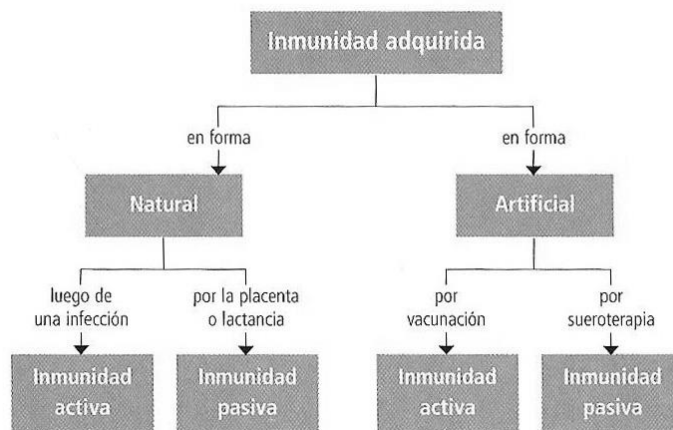 Inmunidad adquirida
en forma
en forma
Natural
Artificial
luego de
una infección
por la placenta
o lactancia
por
vacunación
por
sueroterapia
Inmunidad
activa
Inmunidad
pasiva
Inmunidad
activa
Inmunidad
pasiva